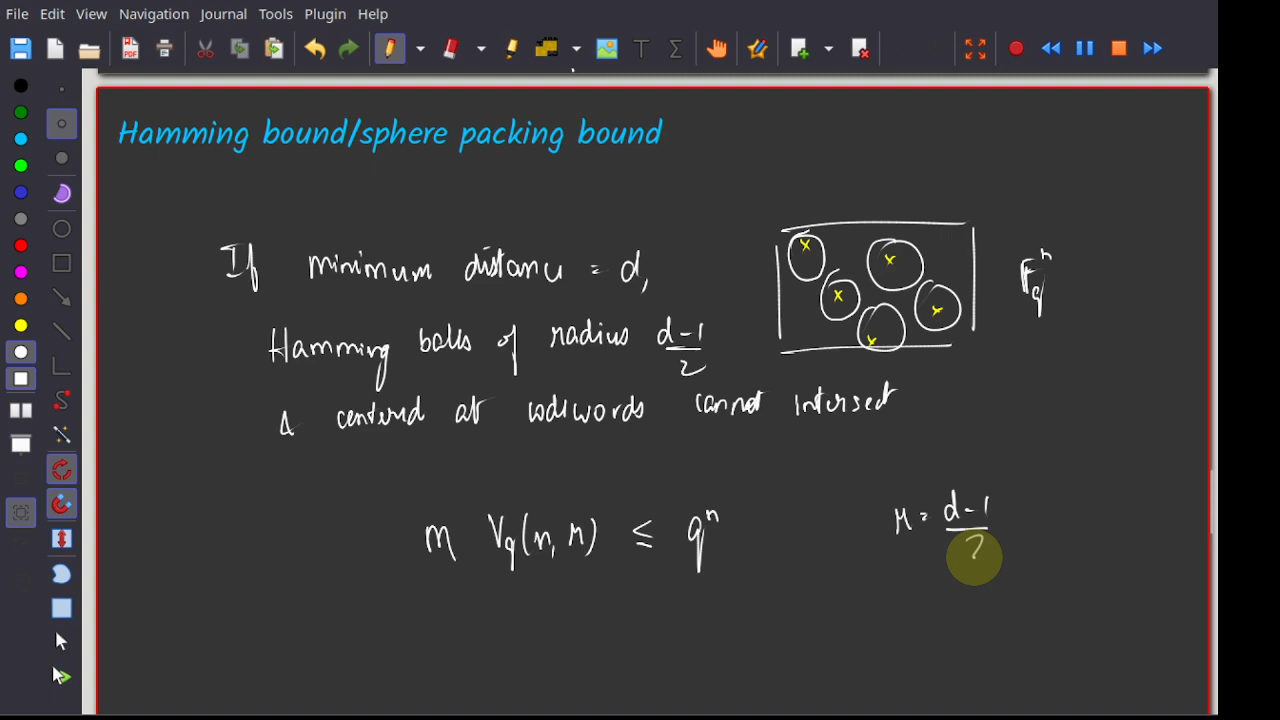 File Edit View Navigation Journal Tools Plugin Help
Hamming bound/sphere packing bound
If minimum distance = d,
Hamming balls of radius d-1/2
& centered at codewords cannot intersect
F_q^n
m V_q(n, r) ≤ q^n
r = d-1/2